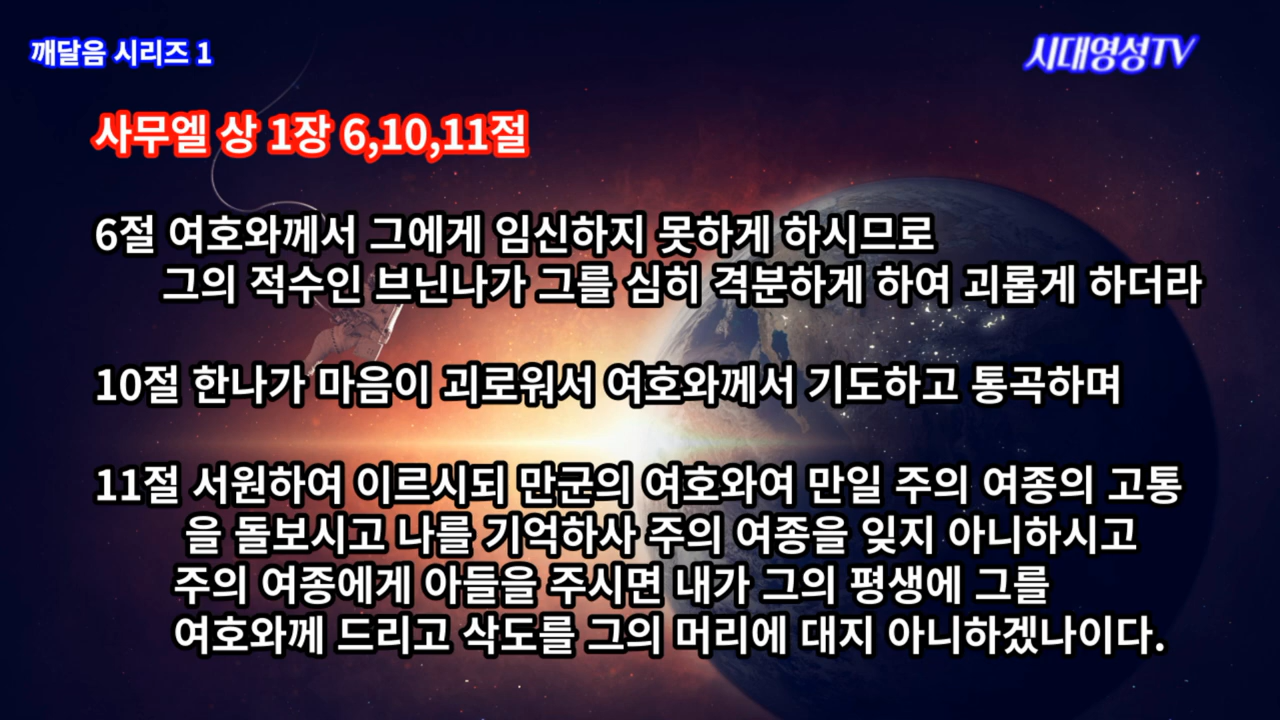 깨달음 시리즈 1
시대영성TV
사무엘 상 1장 6,10,11절
6절 여호와께서 그에게 임신하지 못하게 하시므로
그의 적수인 브닌나가 그를 심히 격분하게 하여 괴롭게 하더라
10절 한나가 마음이 괴로워서 여호와께서 기도하고 통곡하며
11절 서원하여 이르시되 만군의 여호와여 만일 주의 여종의 고통
을 돌보시고 나를 기억하사 주의 여종을 잊지 아니하시고
주의 여종에게 아들을 주시면 내가 그의 평생에 그를
여호와께 드리고 삭도를 그의 머리에 대지 아니하겠나이다.